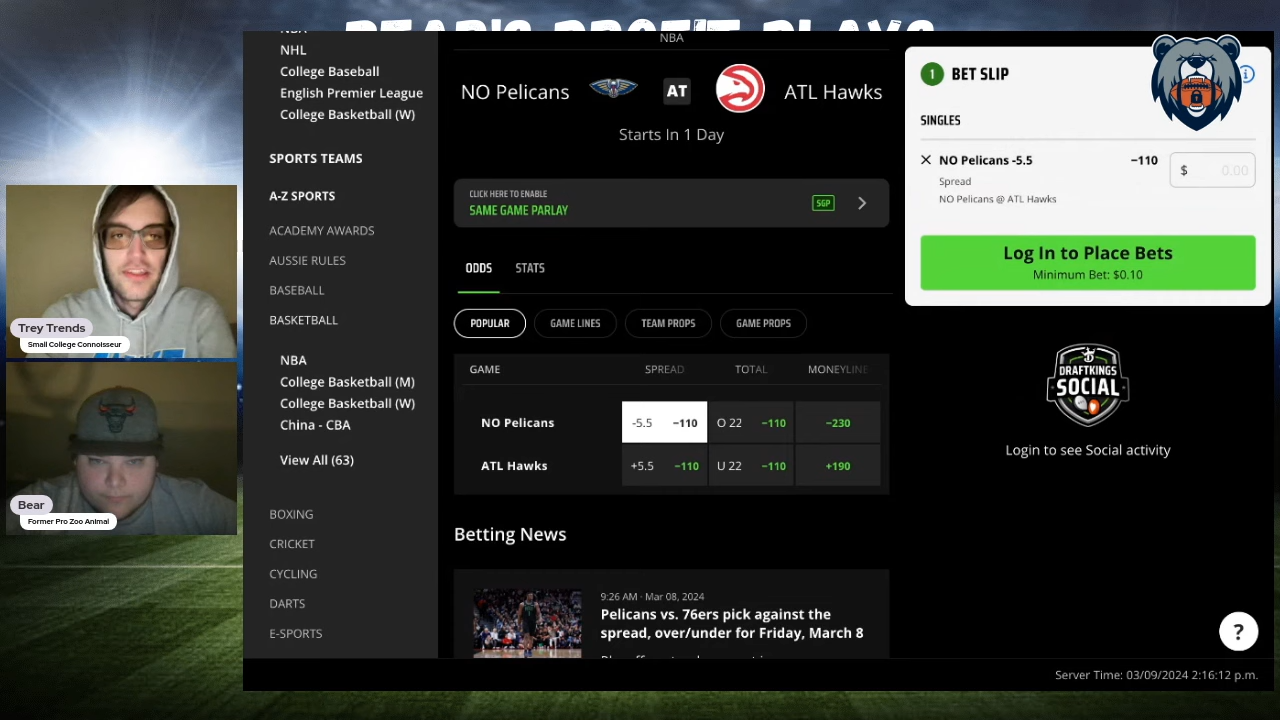 BEAR'S PROFIT PLAYS
NBA
NHL
College Baseball
English Premier League
College Basketball (W)
SPORTS TEAMS
A-Z SPORTS
ACADEMY AWARDS
AUSSIE RULES
BASEBALL
BASKETBALL
NBA
College Basketball (M)
College Basketball (W)
China - CBA
View All (63)
BOXING
CRICKET
CYCLING
DARTS
E-SPORTS
Trey Trends
Small College Connoisseur
Bear
Former Pro Zoo Animal
NBA
NO Pelicans
AT
ATL Hawks
Starts In 1 Day
CLICK HERE TO ENABLE
SAME GAME PARLAY
SGP
ODDS STATS
POPULAR GAME LINES TEAM PROPS GAME PROPS
GAME SPREAD TOTAL MONEYLINE
NO Pelicans -5.5 −110 O 22 −110 −230
ATL Hawks +5.5 −110 U 22 −110 +190
Betting News
9:26 AM · Mar 08, 2024
Pelicans vs. 76ers pick against the
spread, over/under for Friday, March 8
1 BET SLIP
SINGLES
NO Pelicans -5.5 −110 $ 0.00
Spread
NO Pelicans @ ATL Hawks
Log In to Place Bets
Minimum Bet: $0.10
DRAFTKINGS
SOCIAL
Login to see Social activity
?
Server Time: 03/09/2024 2:16:12 p.m.